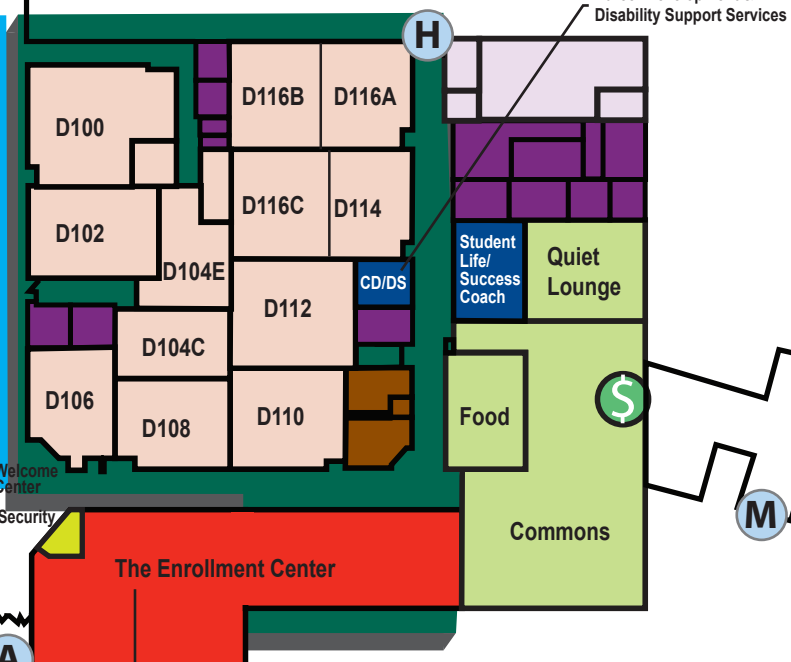 Disability Support Services
H
D116B
D116A
D100
D116C
D114
D102
D104E
Student
Life/
Success
Coach
Quiet
Lounge
CD/DS
D112
D104C
D106
D108
D110
Food
$
Welcome
Center
Security
M
Commons
The Enrollment Center
A